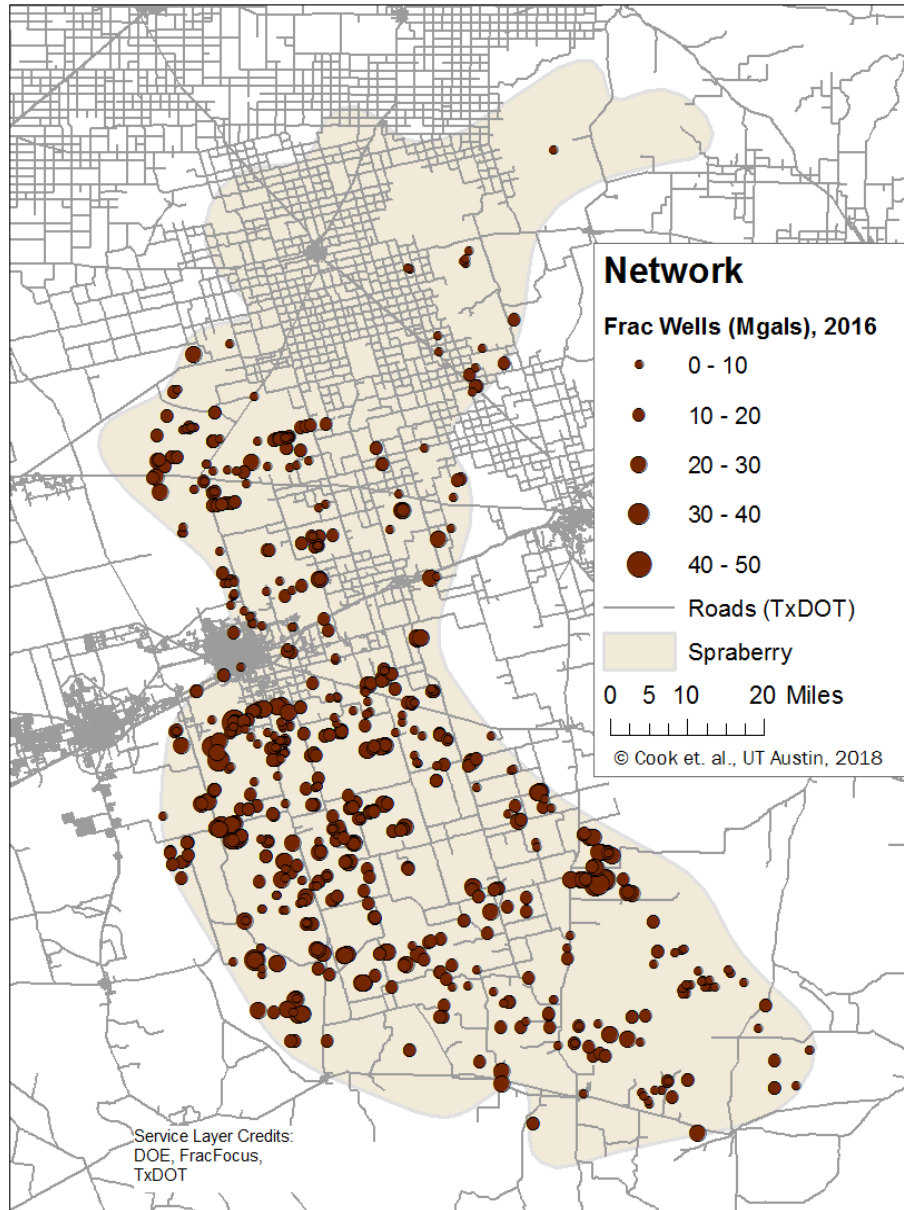 Network
Frac Wells (Mgals), 2016
0 - 10
10 - 20
20 - 30
30 - 40
40 - 50
Roads (TxDOT)
Spraberry
0 5 10 20 Miles
© Cook et. al., UT Austin, 2018
Service Layer Credits:
DOE, FracFocus,
TxDOT